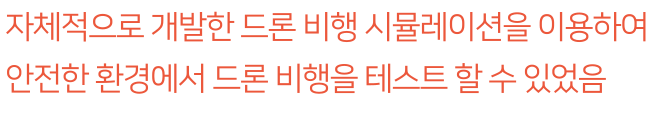 자체적으로 개발한 드론 비행 시뮬레이션을 이용하여
안전한 환경에서 드론 비행을 테스트 할 수 있었음